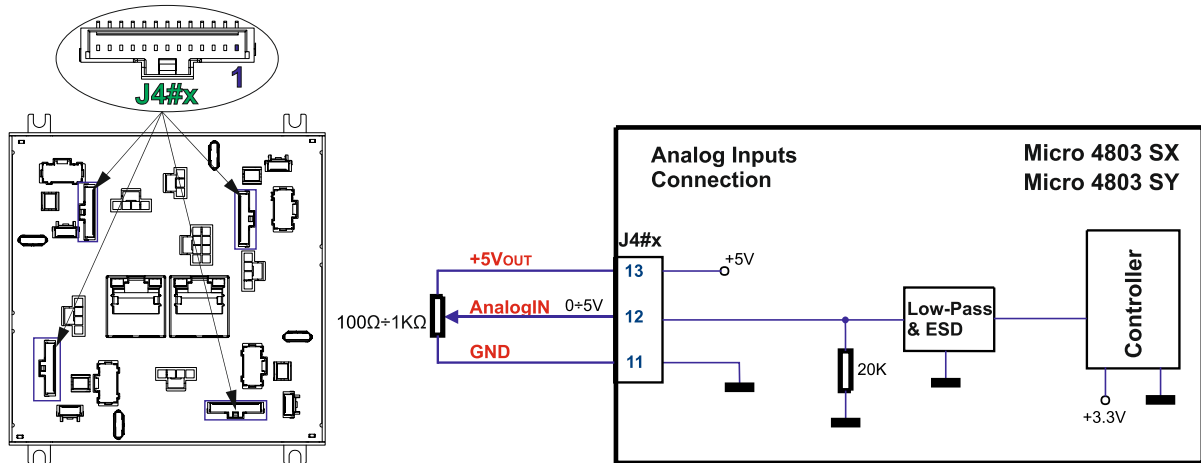 1
J4#x
Analog Inputs
Connection
Micro 4803 SX
Micro 4803 SY
J4#x
+5VOUT
13
+5V
100Ω÷1KΩ
AnalogIN
0÷5V
12
GND
11
20K
Low-Pass
& ESD
Controller
+3.3V